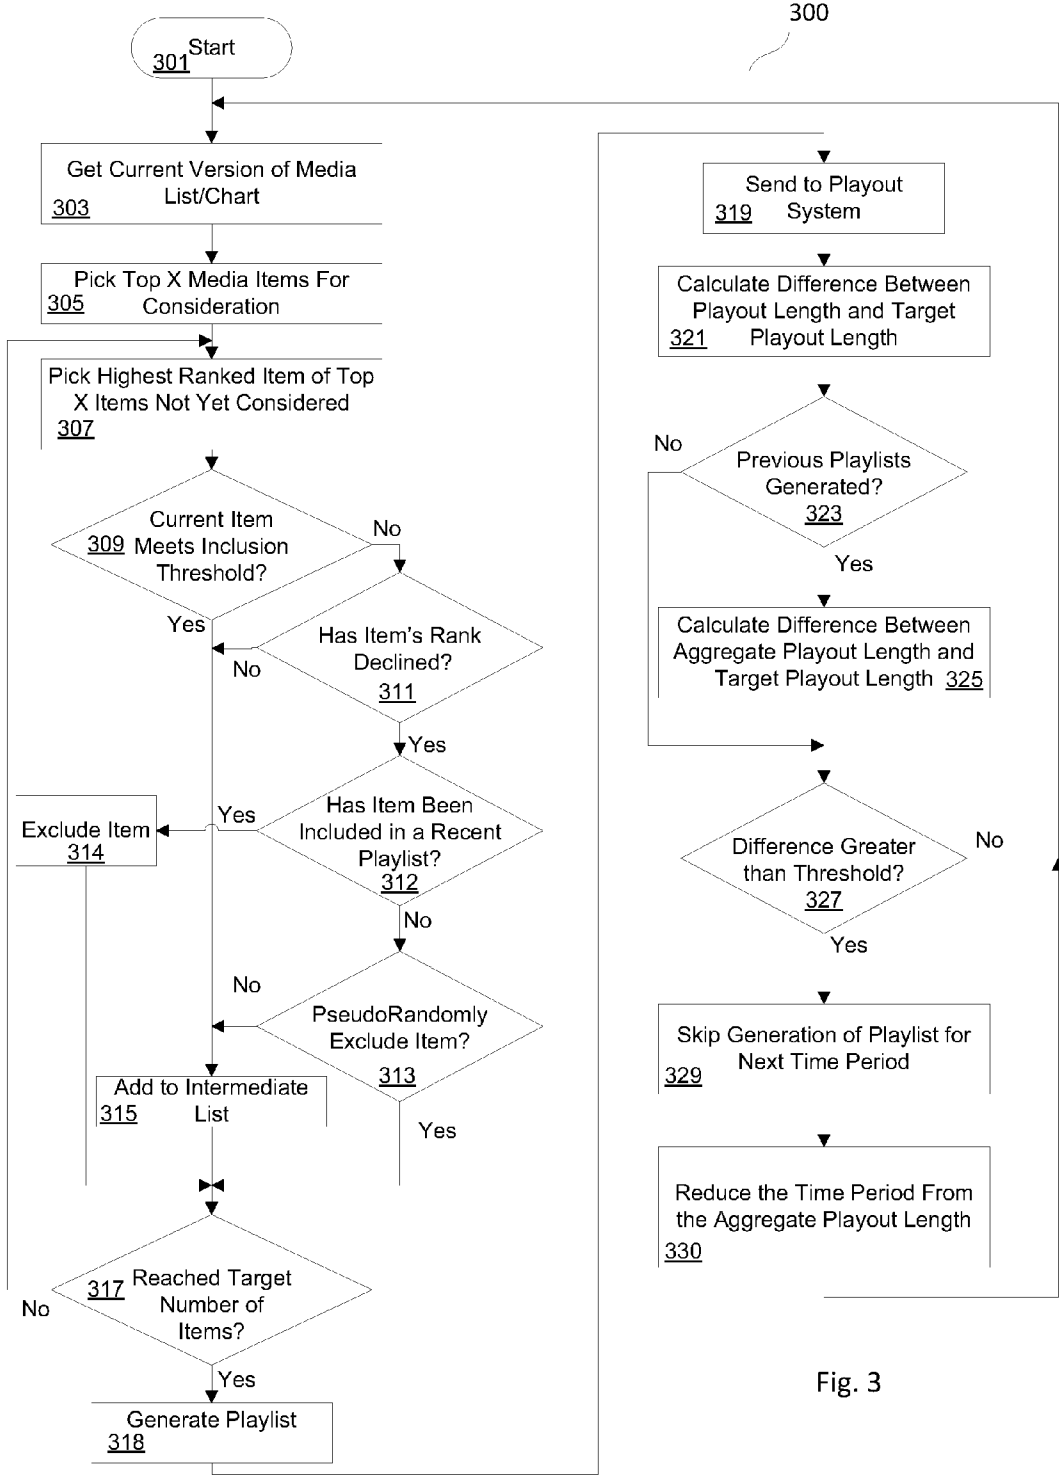 300
Start
301
Get Current Version of Media
List/Chart
303
Pick Top X Media Items For
Consideration
305
Pick Highest Ranked Item of Top
X Items Not Yet Considered
307
Current Item
Meets Inclusion
Threshold?
309
No
Yes
Has Item's Rank
Declined?
311
No
Yes
Has Item Been
Included in a Recent
Playlist?
312
Yes
No
Exclude Item
314
PseudoRandomly
Exclude Item?
313
No
Yes
Add to Intermediate
List
315
Reached Target
Number of
Items?
317
No
Yes
Generate Playlist
318
Send to Playout
System
319
Calculate Difference Between
Playout Length and Target
Playout Length
321
Previous Playlists
Generated?
323
No
Yes
Calculate Difference Between
Aggregate Playout Length and
Target Playout Length
325
Difference Greater
than Threshold?
327
No
Yes
Skip Generation of Playlist for
Next Time Period
329
Reduce the Time Period From
the Aggregate Playout Length
330
Fig. 3